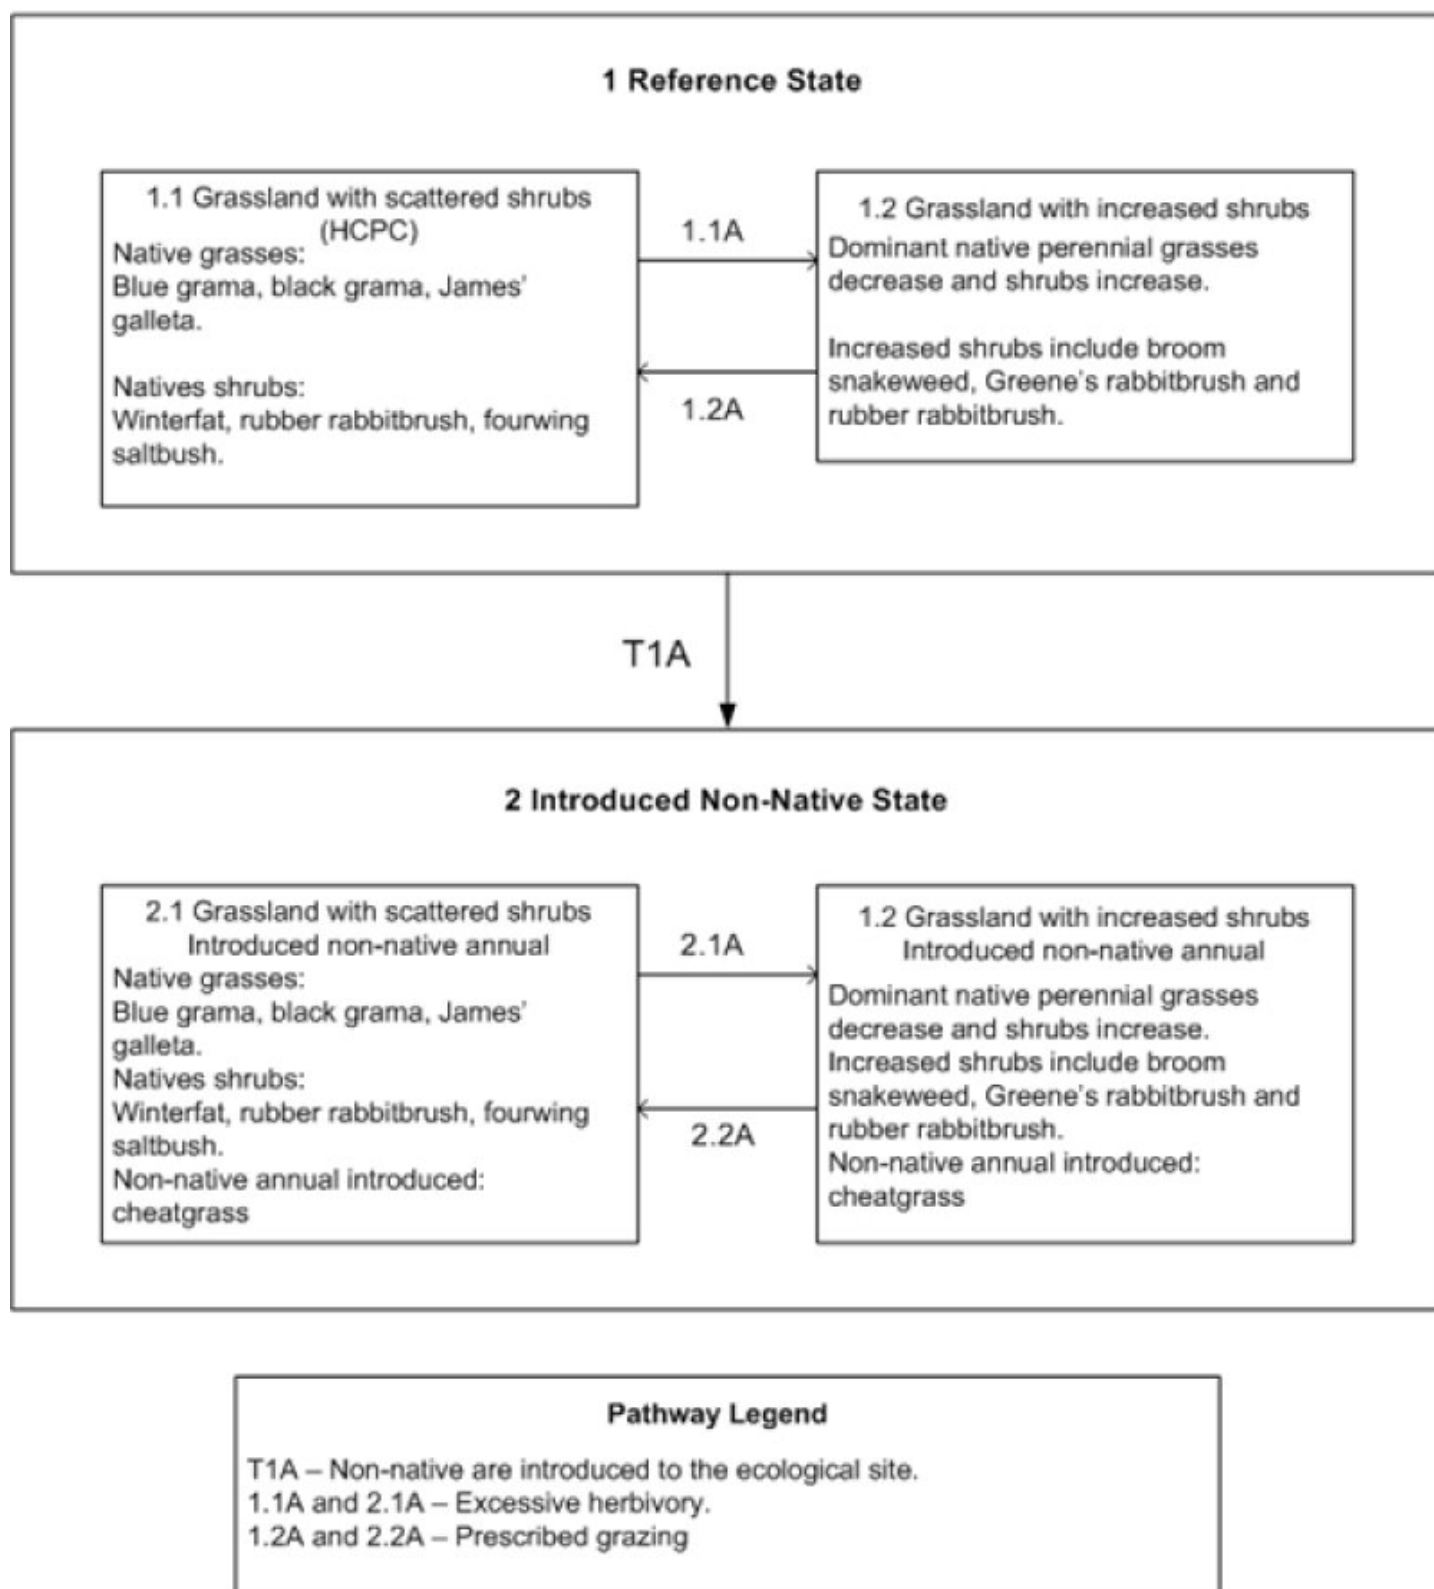 1 Reference State
1.1 Grassland with scattered shrubs
(HCPC)
Native grasses:
Blue grama, black grama, James’
galleta.
Natives shrubs:
Winterfat, rubber rabbitbrush, fourwing
saltbush.
1.1A
1.2A
1.2 Grassland with increased shrubs
Dominant native perennial grasses
decrease and shrubs increase.
Increased shrubs include broom
snakeweed, Greene’s rabbitbrush and
rubber rabbitbrush.
T1A
2 Introduced Non-Native State
2.1 Grassland with scattered shrubs
Introduced non-native annual
Native grasses:
Blue grama, black grama, James’
galleta.
Natives shrubs:
Winterfat, rubber rabbitbrush, fourwing
saltbush.
Non-native annual introduced:
cheatgrass
2.1A
2.2A
1.2 Grassland with increased shrubs
Introduced non-native annual
Dominant native perennial grasses
decrease and shrubs increase.
Increased shrubs include broom
snakeweed, Greene’s rabbitbrush and
rubber rabbitbrush.
Non-native annual introduced:
cheatgrass
Pathway Legend
T1A – Non-native are introduced to the ecological site.
1.1A and 2.1A – Excessive herbivory.
1.2A and 2.2A – Prescribed grazing